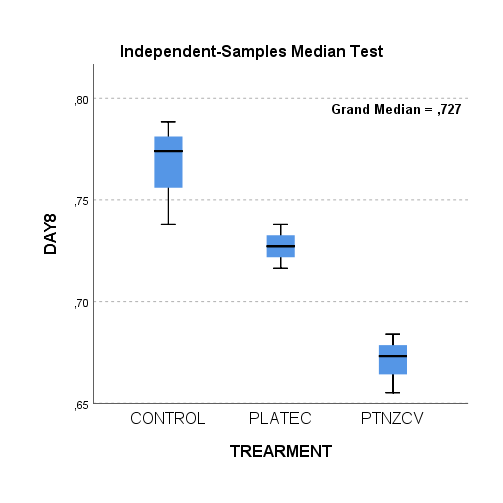 Independent-Samples Median Test
Grand Median = ,727
,80
,75
,70
,65
DAY8
CONTROL PLATEC PTNZCV
TREARMENT